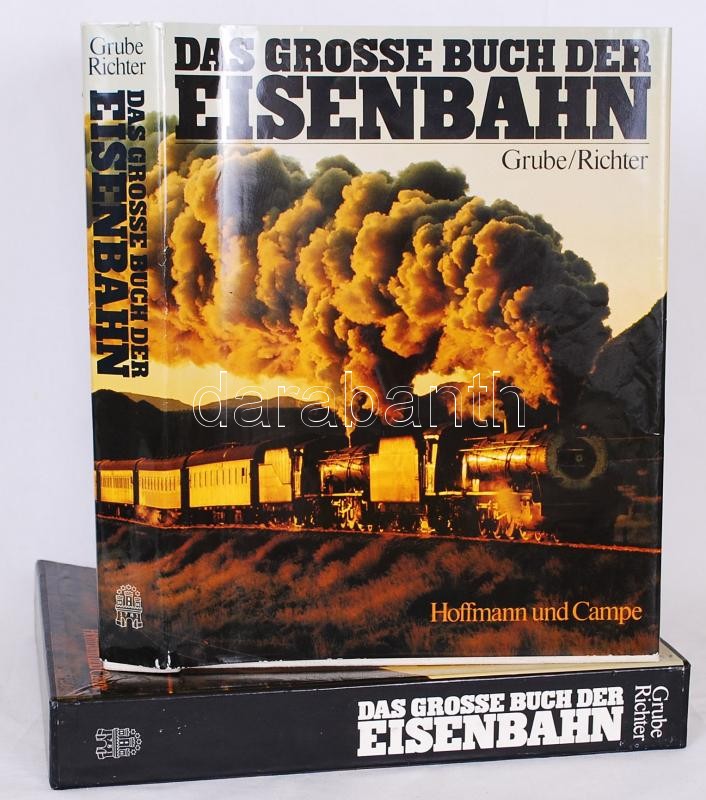 Grube
Richter
DAS GROSSE BUCH DER
EISENBAHN
DAS GROSSE BUCH DER
EISENBAHN
Grube/Richter
darabanth
Hoffmann und Campe
DAS GROSSE BUCH DER
EISENBAHN
Grube
Richter